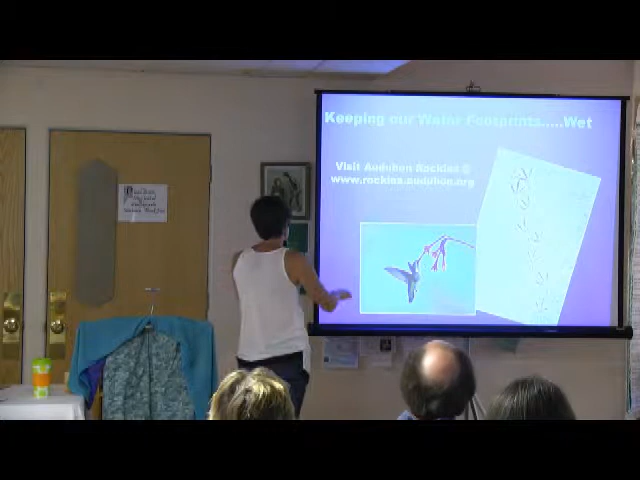 Keeping our Water Footprints.....Wet
Visit Audubon Rockies @
www.rockies.audubon.org